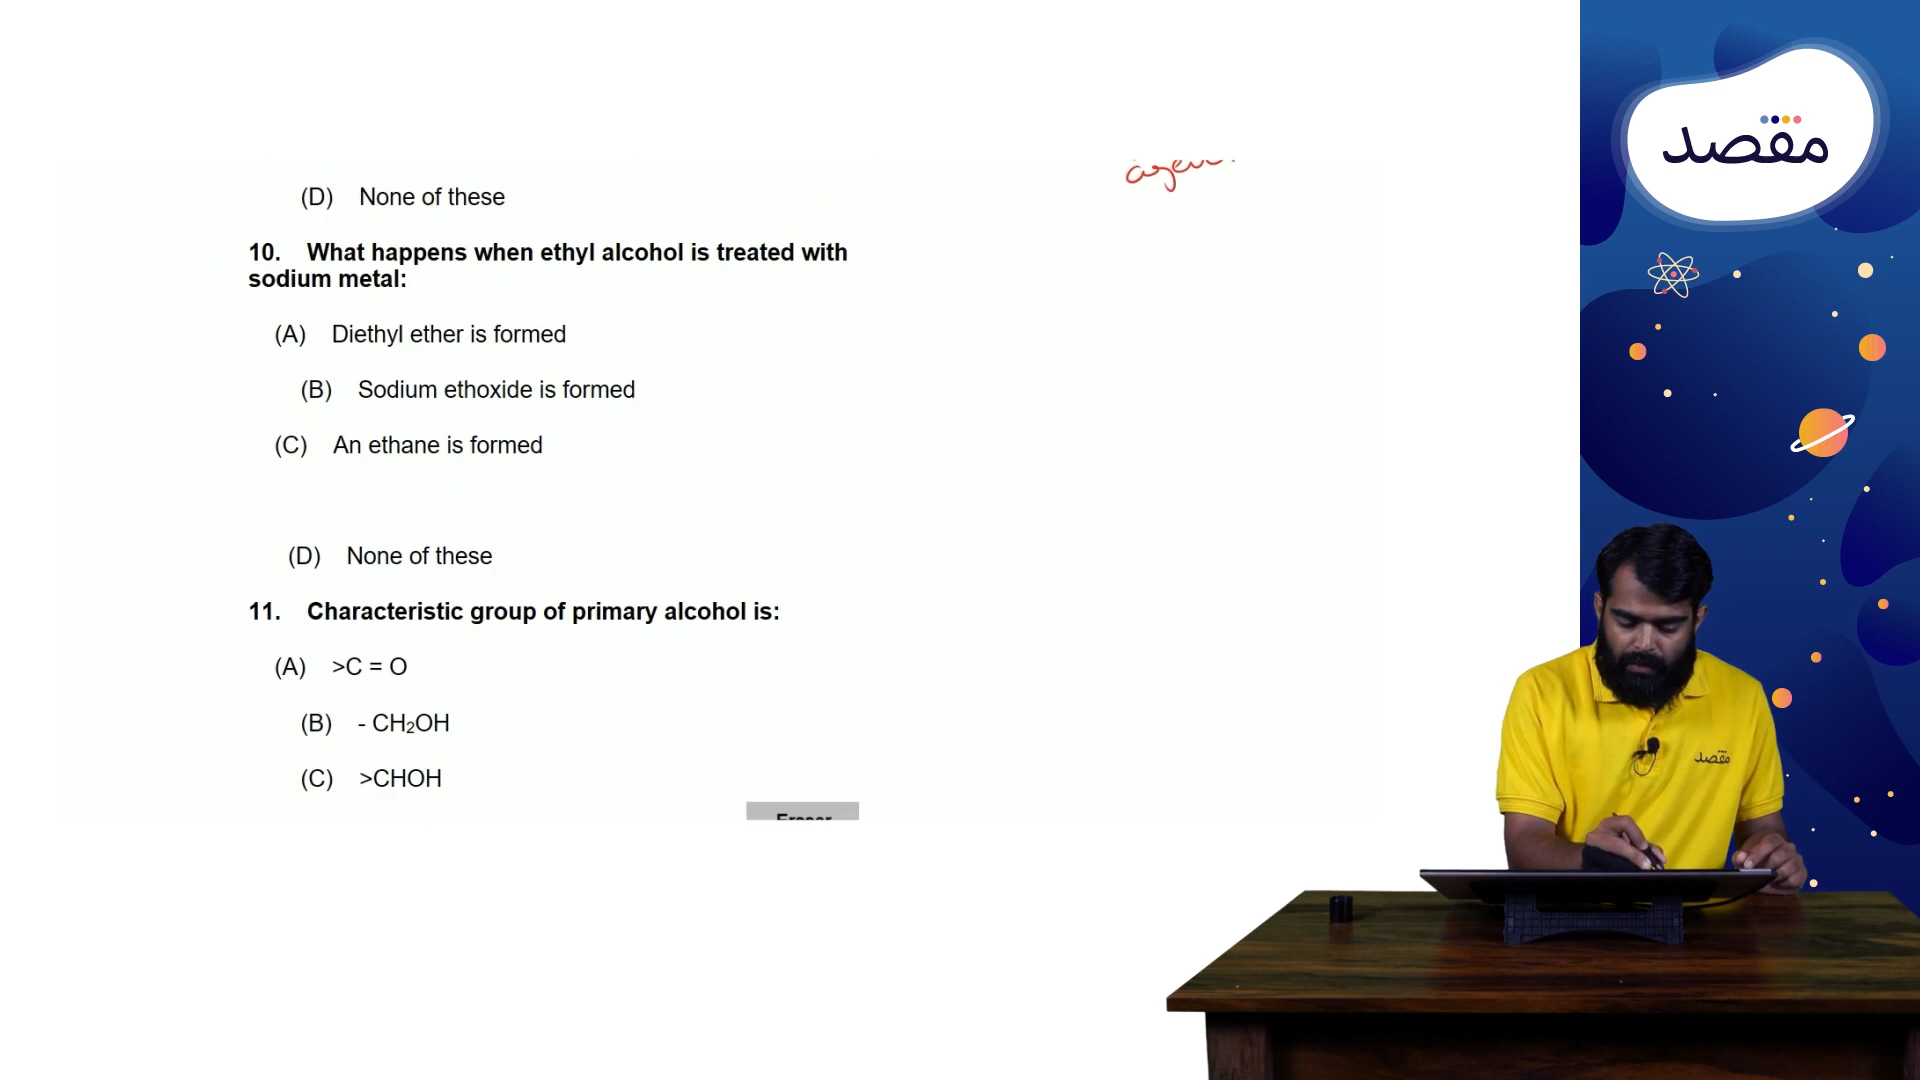 (D) None of these
10. What happens when ethyl alcohol is treated with
sodium metal:
(A) Diethyl ether is formed
(B) Sodium ethoxide is formed
(C) An ethane is formed
(D) None of these
11. Characteristic group of primary alcohol is:
(A) >C = O
(B) - CH₂OH
(C) >CHOH
مقصد
مقصد